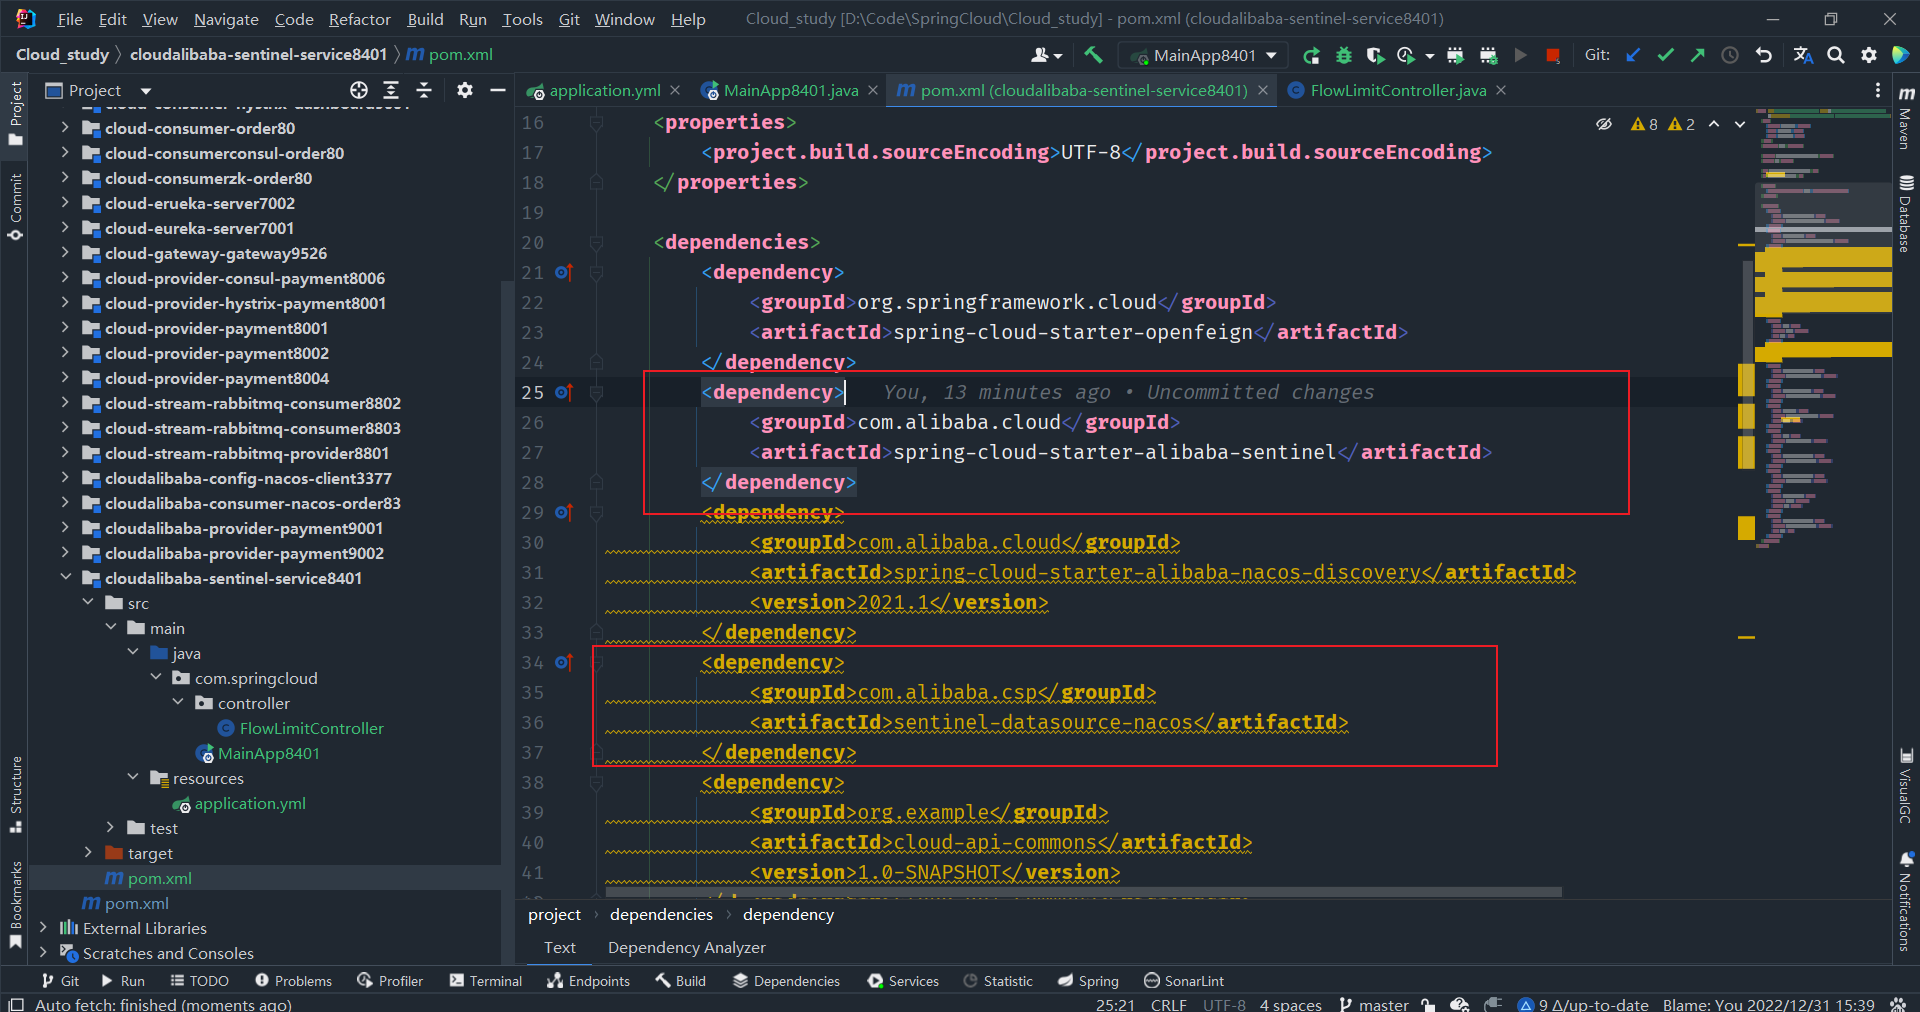 File Edit View Navigate Code Refactor Build Run Tools Git Window Help Cloud_study [D:\Code\SpringCloud\Cloud_study] - pom.xml (cloudalibaba-sentinel-service8401)
Cloud_study cloudalibaba-sentinel-service8401 pom.xml MainApp8401 Git:
Project
application.yml MainApp8401.java pom.xml (cloudalibaba-sentinel-service8401) FlowLimitController.java
8 2
cloud-consumer-order80
cloud-consumerconsul-order80
cloud-consumerzk-order80
cloud-erueka-server7002
cloud-eureka-server7001
cloud-gateway-gateway9526
cloud-provider-consul-payment8006
cloud-provider-hystrix-payment8001
cloud-provider-payment8001
cloud-provider-payment8002
cloud-provider-payment8004
cloud-stream-rabbitmq-consumer8802
cloud-stream-rabbitmq-consumer8803
cloud-stream-rabbitmq-provider8801
cloudalibaba-config-nacos-client3377
cloudalibaba-consumer-nacos-order83
cloudalibaba-provider-payment9001
cloudalibaba-provider-payment9002
cloudalibaba-sentinel-service8401
src
main
java
com.springcloud
controller
FlowLimitController
MainApp8401
resources
application.yml
test
target
pom.xml
pom.xml
External Libraries
Scratches and Consoles
16 <properties>
17 <project.build.sourceEncoding>UTF-8</project.build.sourceEncoding>
18 </properties>
19
20 <dependencies>
21 <dependency>
22 <groupId>org.springframework.cloud</groupId>
23 <artifactId>spring-cloud-starter-openfeign</artifactId>
24 </dependency>
25 <dependency> You, 13 minutes ago • Uncommitted changes
26 <groupId>com.alibaba.cloud</groupId>
27 <artifactId>spring-cloud-starter-alibaba-sentinel</artifactId>
28 </dependency>
29 <dependency>
30 <groupId>com.alibaba.cloud</groupId>
31 <artifactId>spring-cloud-starter-alibaba-nacos-discovery</artifactId>
32 <version>2021.1</version>
33 </dependency>
34 <dependency>
35 <groupId>com.alibaba.csp</groupId>
36 <artifactId>sentinel-datasource-nacos</artifactId>
37 </dependency>
38 <dependency>
39 <groupId>org.example</groupId>
40 <artifactId>cloud-api-commons</artifactId>
41 <version>1.0-SNAPSHOT</version>
project dependencies dependency
Text Dependency Analyzer
Project
Commit
Structure
Bookmarks
Maven
Database
VisualGC
Notifications
Git Run TODO Problems Profiler Terminal Endpoints Build Dependencies Services Statistic Spring SonarLint
Auto fetch: finished (moments ago) 25:21 CRLF UTF-8 4 spaces master 9 Δ/up-to-date Blame: You 2022/12/31 15:39